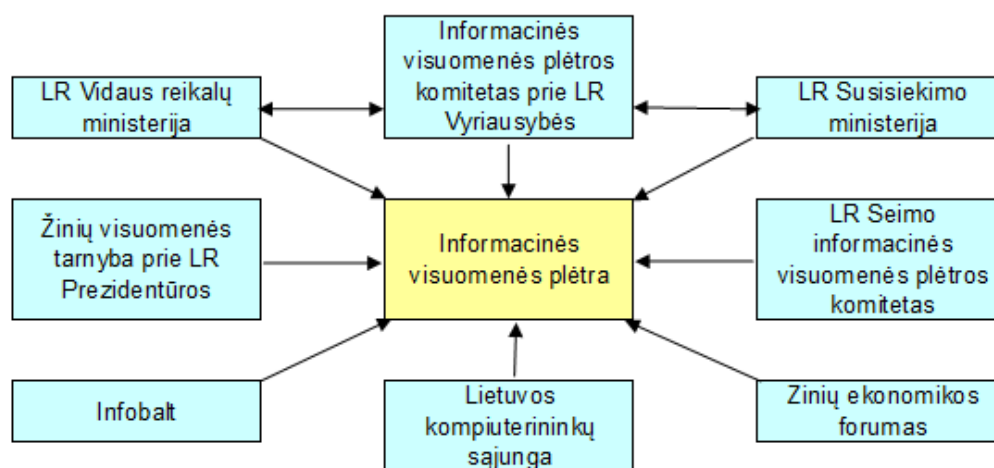 Informacinės
visuomenės plėtros
komitetas prie LR
Vyriausybės
LR Vidaus reikalų
ministerija
LR Susisiekimo
ministerija
Žinių visuomenės
tarnyba prie LR
Prezidentūros
Informacinės
visuomenės plėtra
LR Seimo
informacinės
visuomenės plėtros
komitetas
Infobalt
Lietuvos
kompiuterininkų
sąjunga
Zinių ekonomikos
forumas